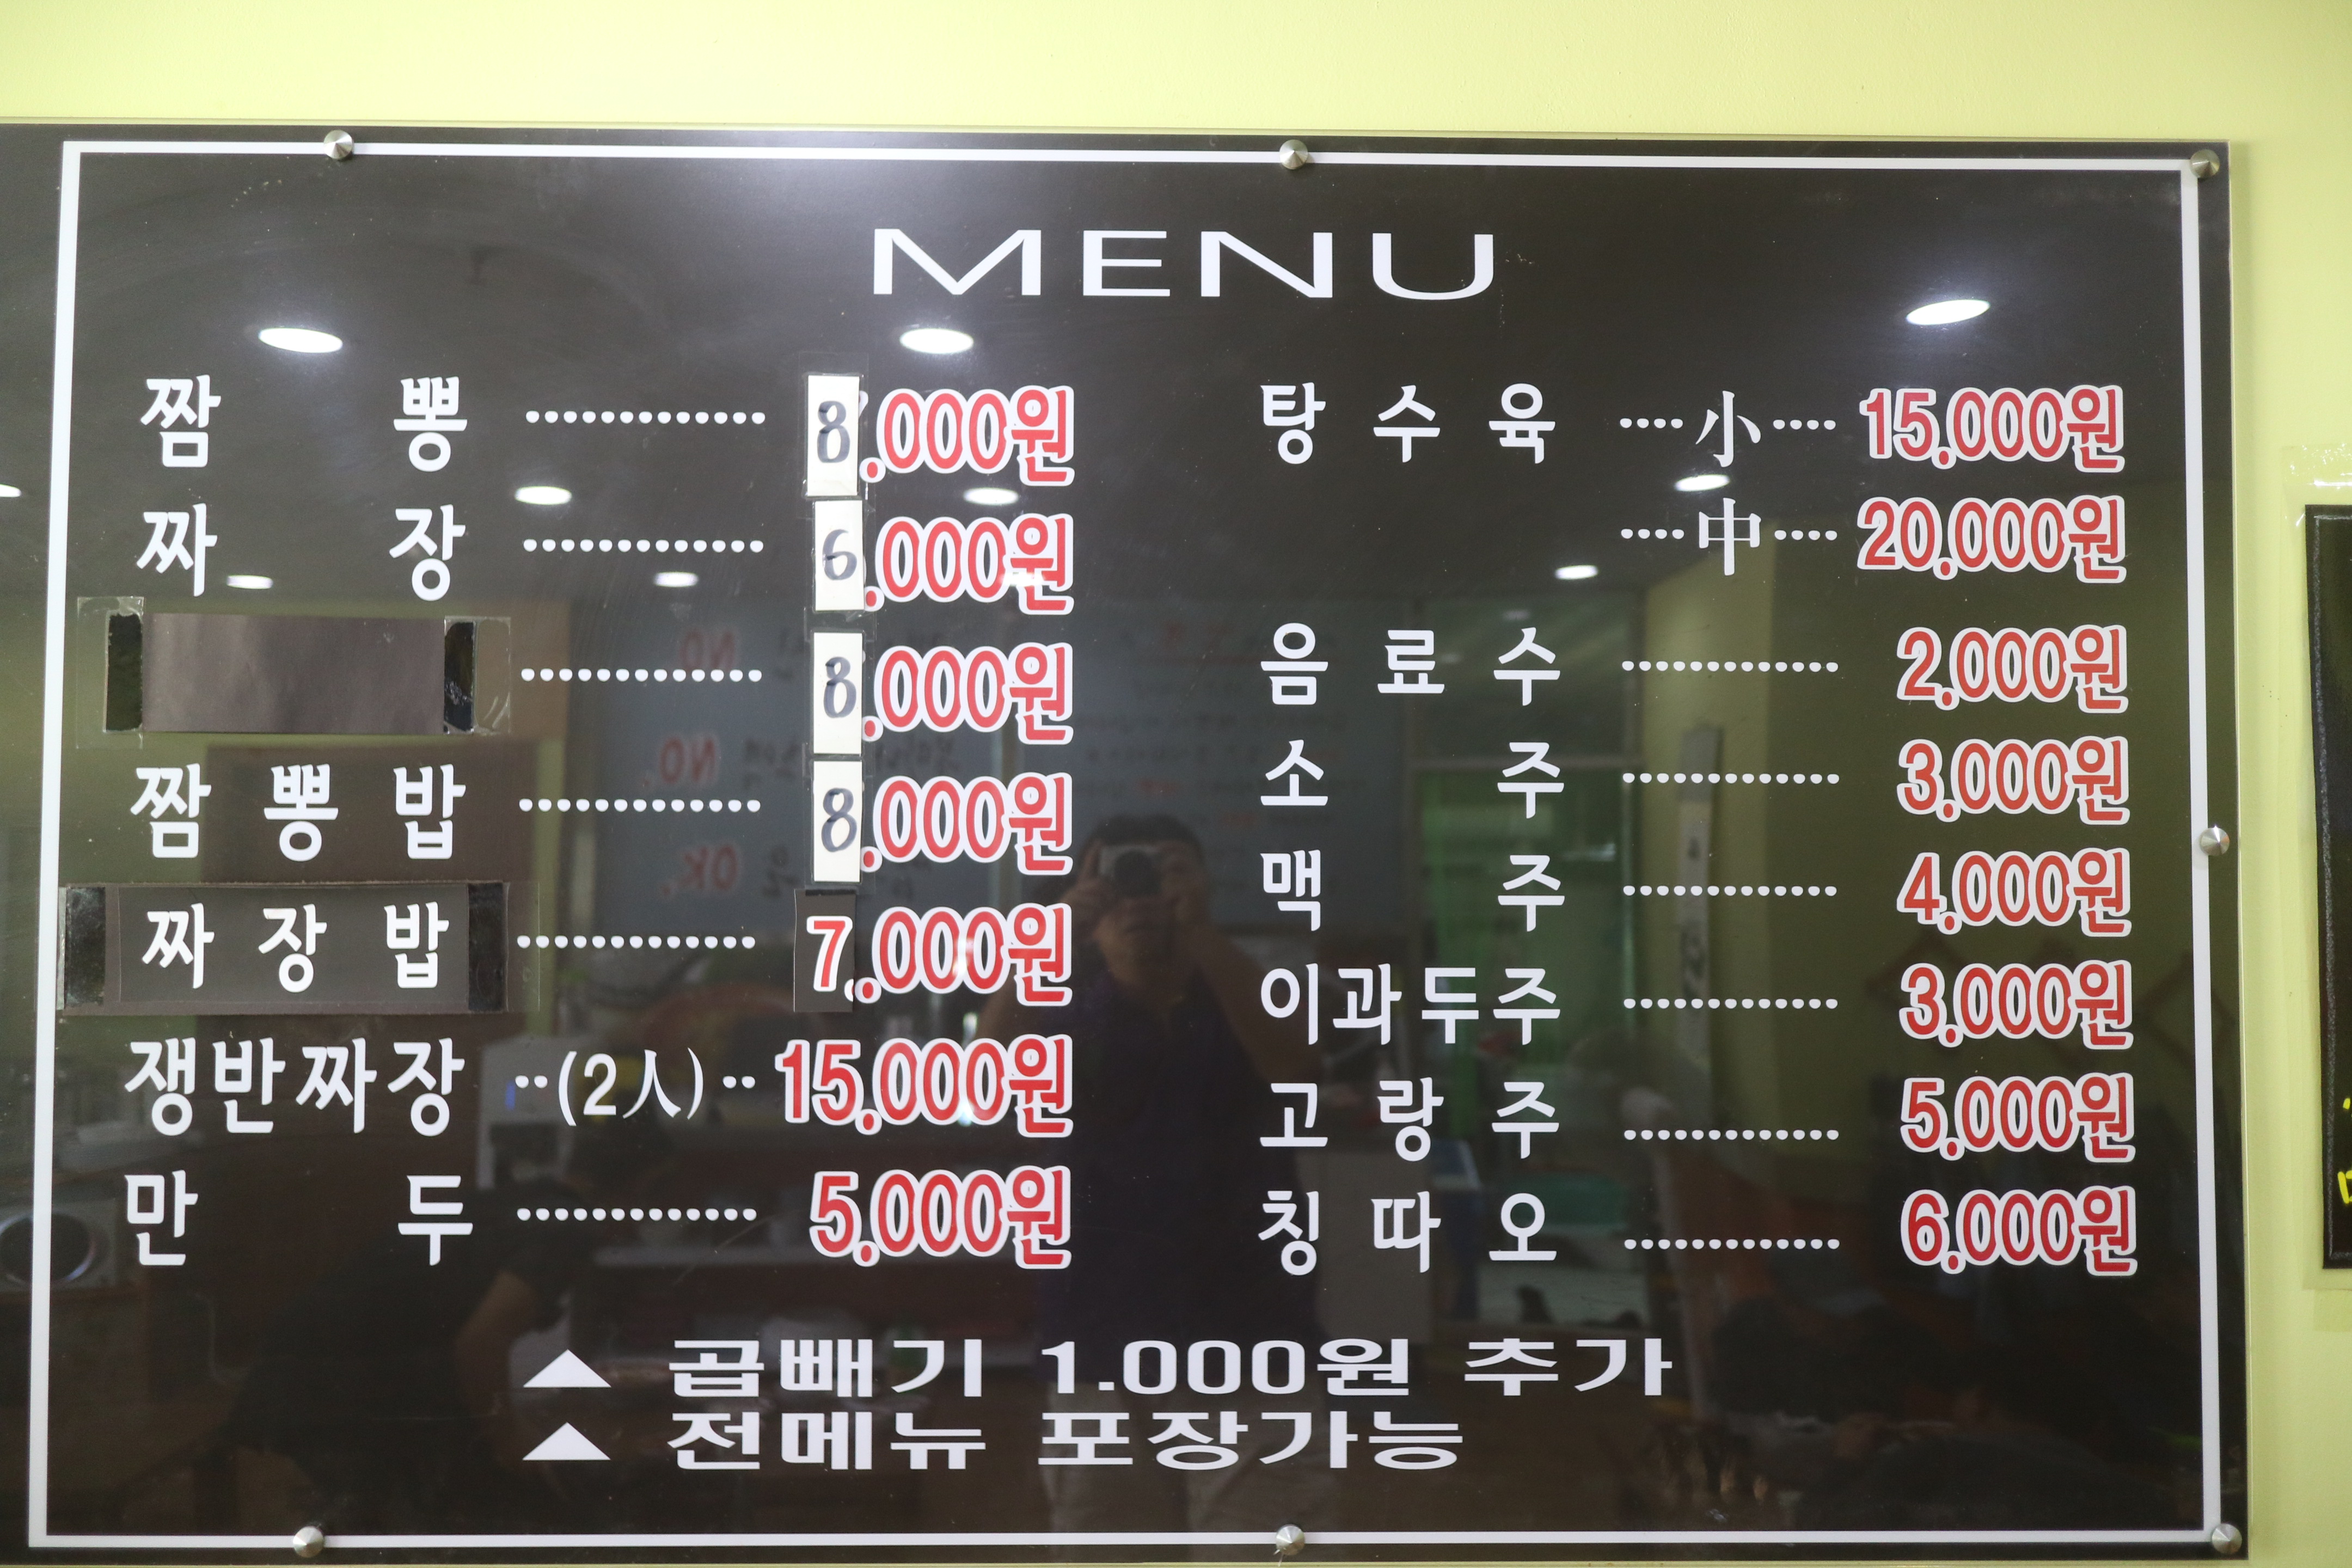 MENU
짬뽕 ············ 8,000원
짜장 ············ 6,000원
············ 8,000원
짬뽕밥 ············ 8,000원
짜장밥 ············ 7,000원
쟁반짜장 ··(2人)·· 15,000원
만두 ············ 5,000원
탕수육 ····小···· 15,000원
····中···· 20,000원
음료수 ············ 2,000원
소주 ············ 3,000원
맥주 ············ 4,000원
이과두주 ············ 3,000원
고량주 ············ 5,000원
칭따오 ············ 6,000원
▲ 곱빼기 1.000원 추가
▲ 전메뉴 포장가능